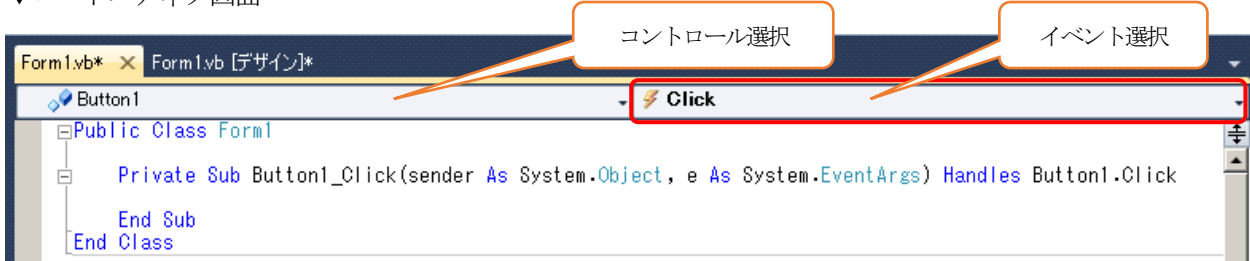 コントロール選択
イベント選択
Form1.vb* × Form1.vb [デザイン]*
Button1
Click
Public Class Form1
Private Sub Button1_Click(sender As System.Object, e As System.EventArgs) Handles Button1.Click
End Sub
End Class